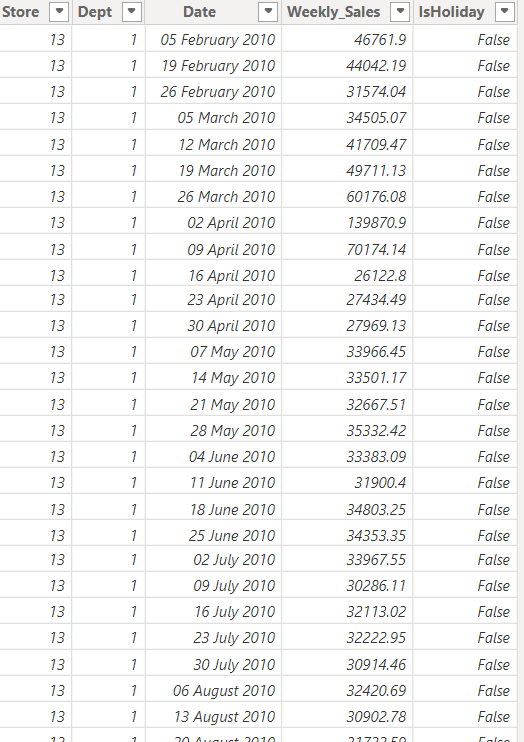 Store Dept Date Weekly_Sales IsHoliday
13 1 05 February 2010 46761.9 False
13 1 19 February 2010 44042.19 False
13 1 26 February 2010 31574.04 False
13 1 05 March 2010 34505.07 False
13 1 12 March 2010 41709.47 False
13 1 19 March 2010 49711.13 False
13 1 26 March 2010 60176.08 False
13 1 02 April 2010 139870.9 False
13 1 09 April 2010 70174.14 False
13 1 16 April 2010 26122.8 False
13 1 23 April 2010 27434.49 False
13 1 30 April 2010 27969.13 False
13 1 07 May 2010 33966.45 False
13 1 14 May 2010 33501.17 False
13 1 21 May 2010 32667.51 False
13 1 28 May 2010 35332.42 False
13 1 04 June 2010 33383.09 False
13 1 11 June 2010 31900.4 False
13 1 18 June 2010 34803.25 False
13 1 25 June 2010 34353.35 False
13 1 02 July 2010 33967.55 False
13 1 09 July 2010 30286.11 False
13 1 16 July 2010 32113.02 False
13 1 23 July 2010 32222.95 False
13 1 30 July 2010 30914.46 False
13 1 06 August 2010 32420.69 False
13 1 13 August 2010 30902.78 False
13 1 20 August 2010 False